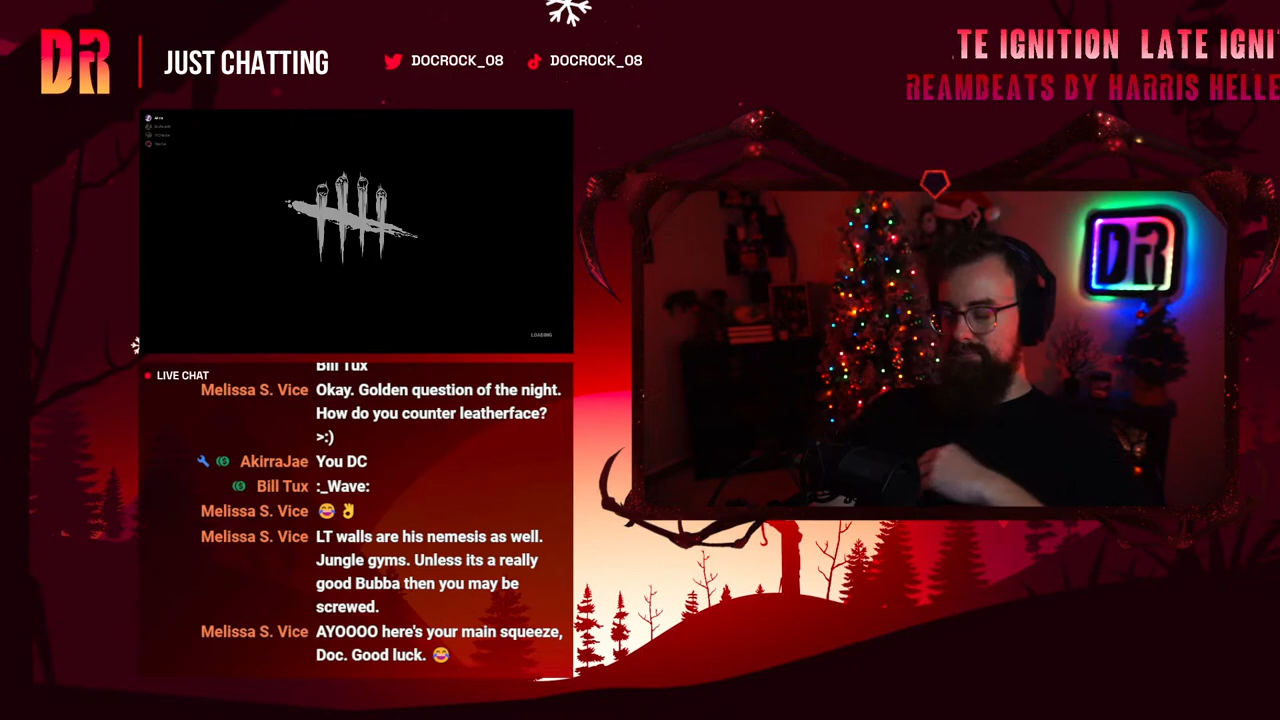 DR
JUST CHATTING
DOCROCK_08
DOCROCK_08
TE IGNITION LATE IGNI
REAMBEATS BY HARRIS HELLE
LOADING
DR
LIVE CHAT
Bill Tux
Melissa S. Vice Okay. Golden question of the night.
How do you counter leatherface?
>:)
AkirraJae You DC
Bill Tux :_Wave:
Melissa S. Vice 😂 👌
Melissa S. Vice LT walls are his nemesis as well.
Jungle gyms. Unless its a really
good Bubba then you may be
screwed.
Melissa S. Vice AYOOOO here's your main squeeze,
Doc. Good luck. 😂